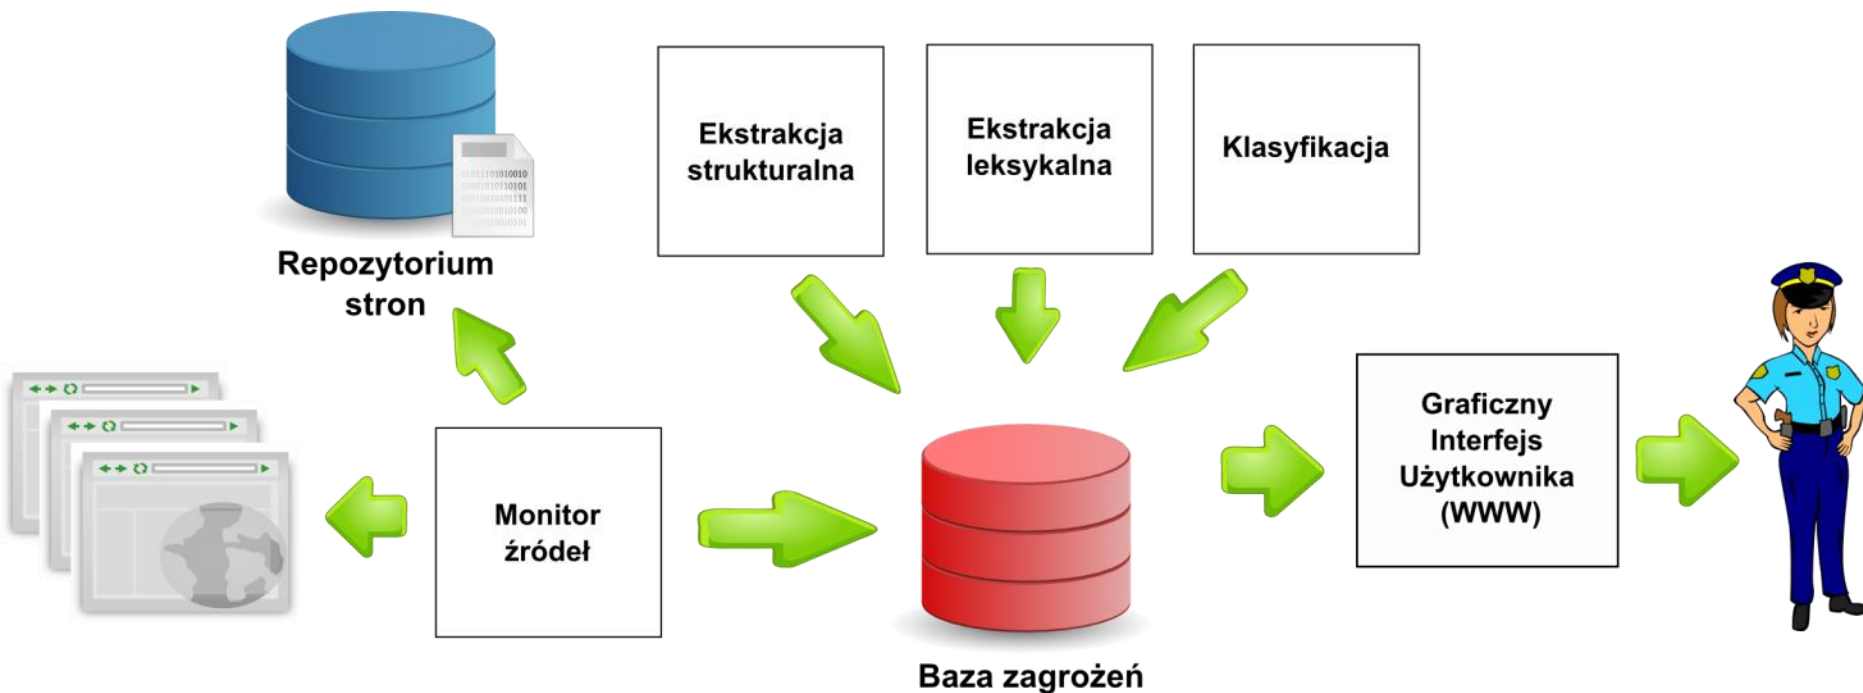 Ekstrakcja
strukturalna
Ekstrakcja
leksykalna
Klasyfikacja
Repozytorium
stron
Monitor
źródeł
Graficzny
Interfejs
Użytkownika
(WWW)
Baza zagrożeń